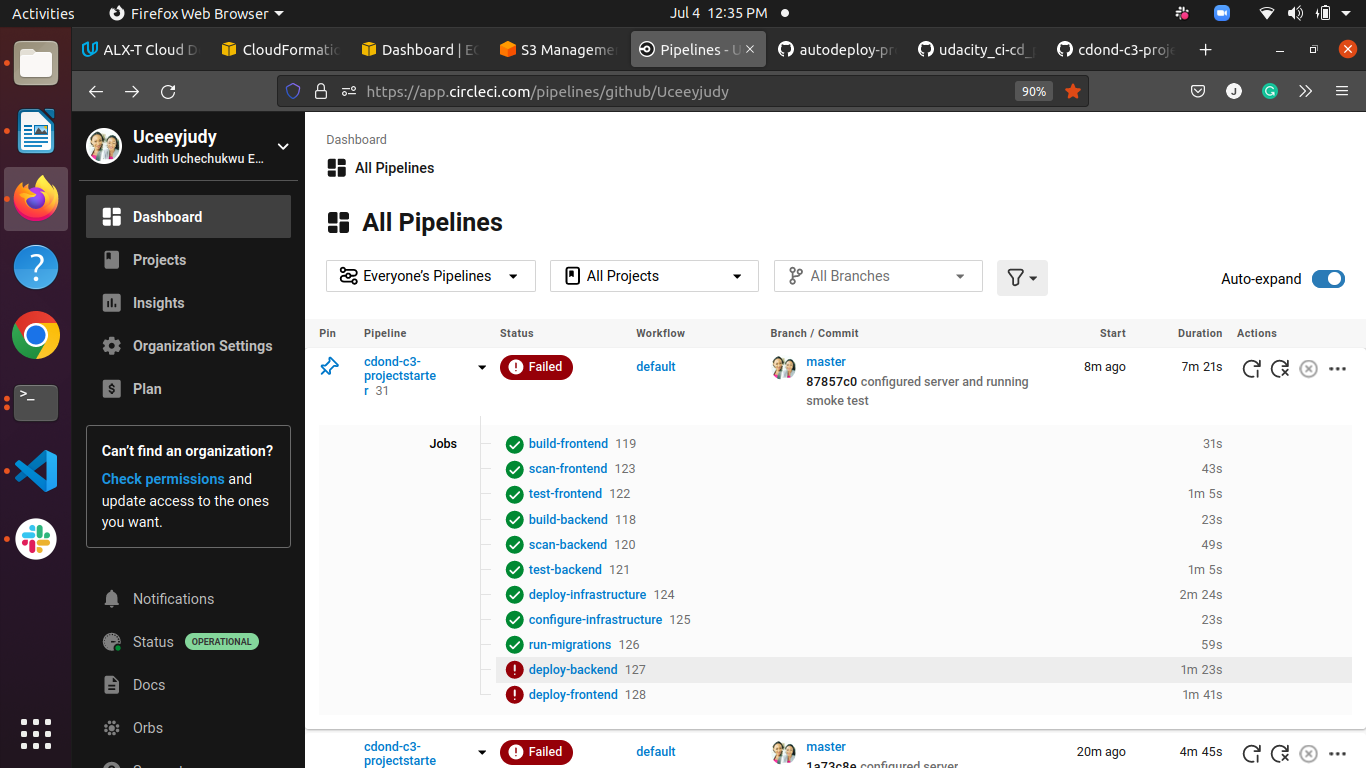 Activities
Firefox Web Browser
Jul 4 12:35 PM
ALX-T Cloud D
CloudFormatic
Dashboard | EC
S3 Manageme
Pipelines - U
autodeploy-pr
udacity_ci-cd_
cdond-c3-proj
https://app.circleci.com/pipelines/github/Uceeyjudy
90%
J
G
Uceeyjudy
Judith Uchechukwu E...
Dashboard
Projects
Insights
Organization Settings
Plan
Can't find an organization?
Check permissions and
update access to the ones
you want.
Notifications
Status OPERATIONAL
Docs
Orbs
Dashboard
All Pipelines
All Pipelines
Everyone's Pipelines
All Projects
All Branches
Auto-expand
Pin Pipeline Status Workflow Branch / Commit Start Duration Actions
cdond-c3-
projectstarte
r 31
Failed
default
master
87857c0 configured server and running
smoke test
8m ago
7m 21s
Jobs
build-frontend 119 31s
scan-frontend 123 43s
test-frontend 122 1m 5s
build-backend 118 23s
scan-backend 120 49s
test-backend 121 1m 5s
deploy-infrastructure 124 2m 24s
configure-infrastructure 125 23s
run-migrations 126 59s
deploy-backend 127 1m 23s
deploy-frontend 128 1m 41s
cdond-c3-
projectstarte
Failed
default
master
1a73c8e configured server
20m ago
4m 45s